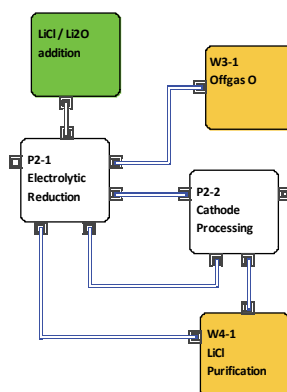 LiCl / Li2O
addition
W3-1
Offgas O
P2-1
Electrolytic
Reduction
P2-2
Cathode
Processing
W4-1
LiCl
Purification